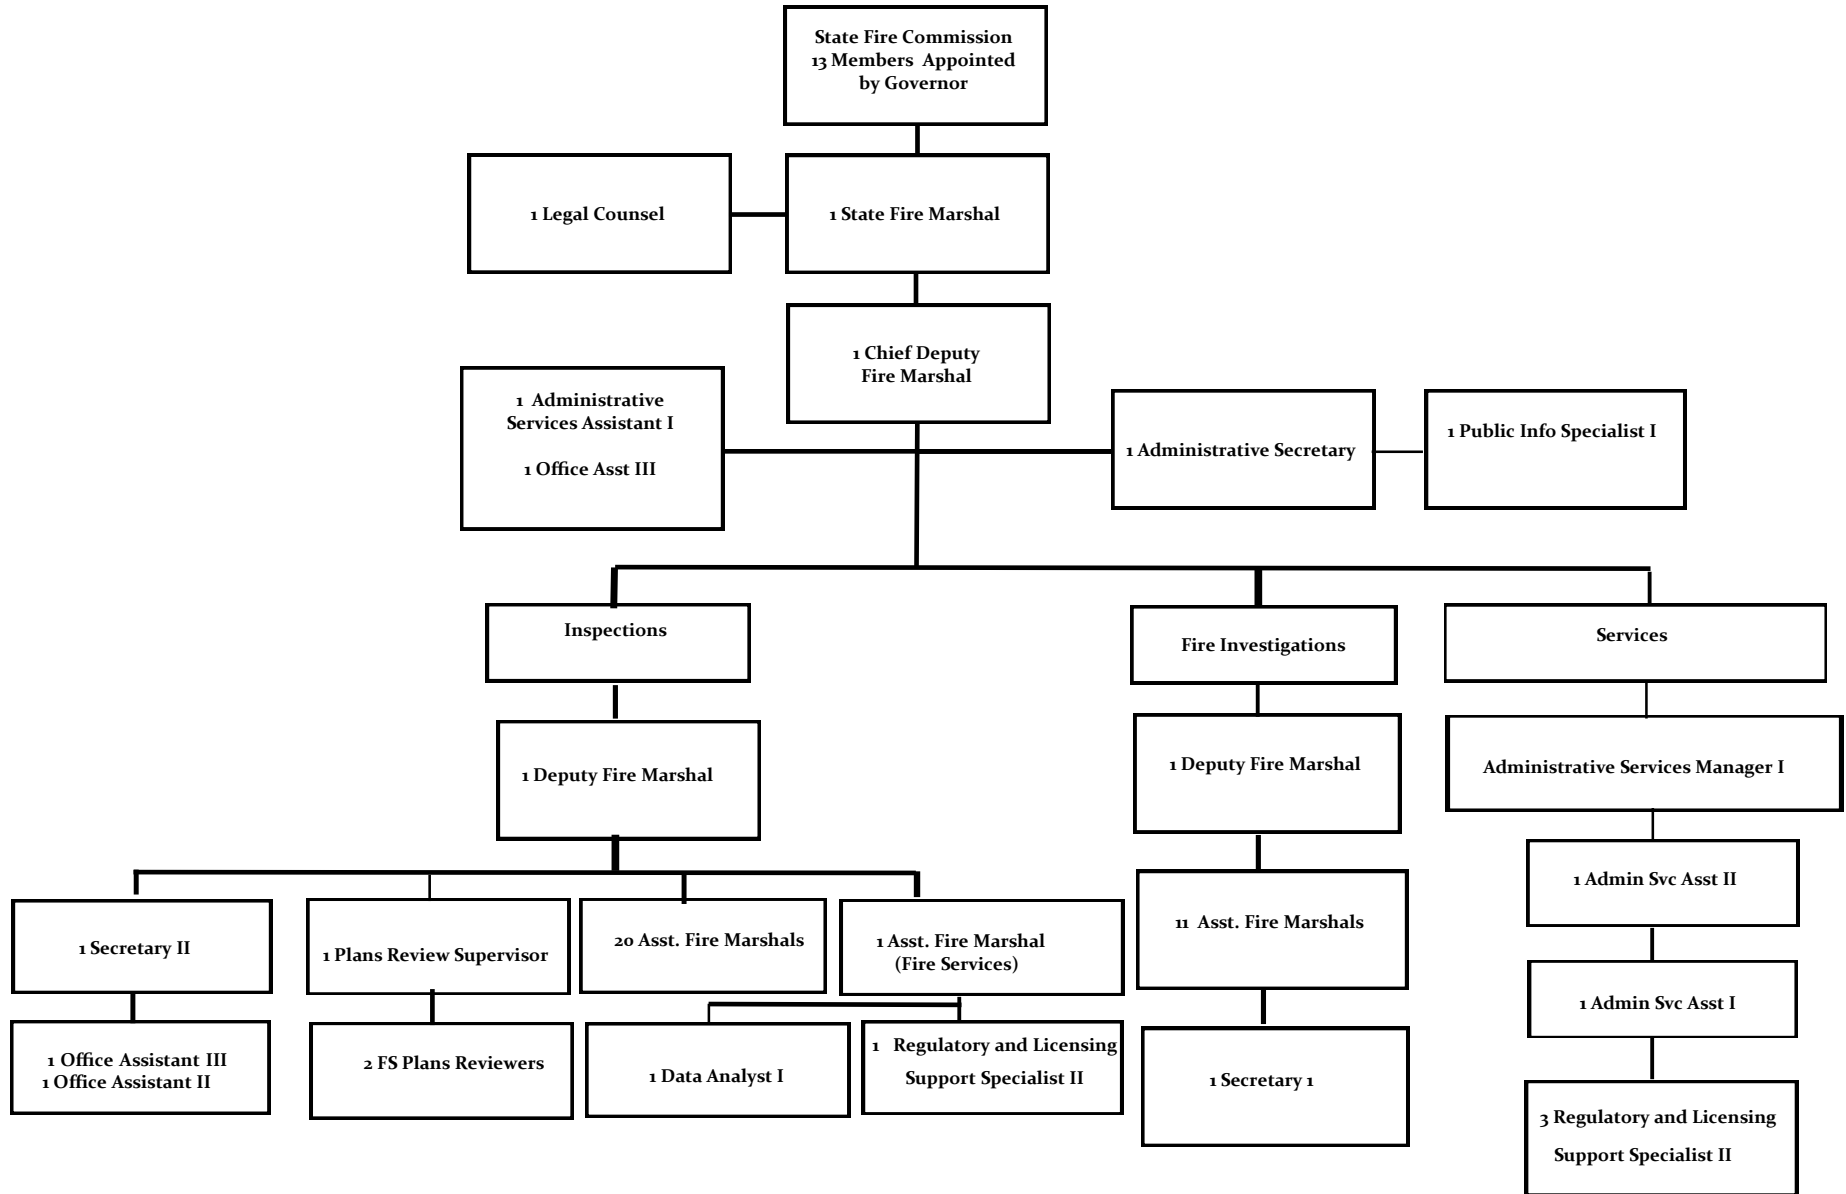 State Fire Commission
13 Members Appointed
by Governor
1 Legal Counsel
1 State Fire Marshal
1 Chief Deputy
Fire Marshal
1 Administrative
Services Assistant I
1 Office Asst III
1 Administrative Secretary
1 Public Info Specialist I
Inspections
Fire Investigations
Services
1 Deputy Fire Marshal
1 Deputy Fire Marshal
Administrative Services Manager I
1 Secretary II
1 Plans Review Supervisor
20 Asst. Fire Marshals
1 Asst. Fire Marshal
(Fire Services)
11 Asst. Fire Marshals
1 Admin Svc Asst II
1 Admin Svc Asst I
1 Office Assistant III
1 Office Assistant II
2 FS Plans Reviewers
1 Data Analyst I
1 Regulatory and Licensing
Support Specialist II
1 Secretary 1
3 Regulatory and Licensing
Support Specialist II